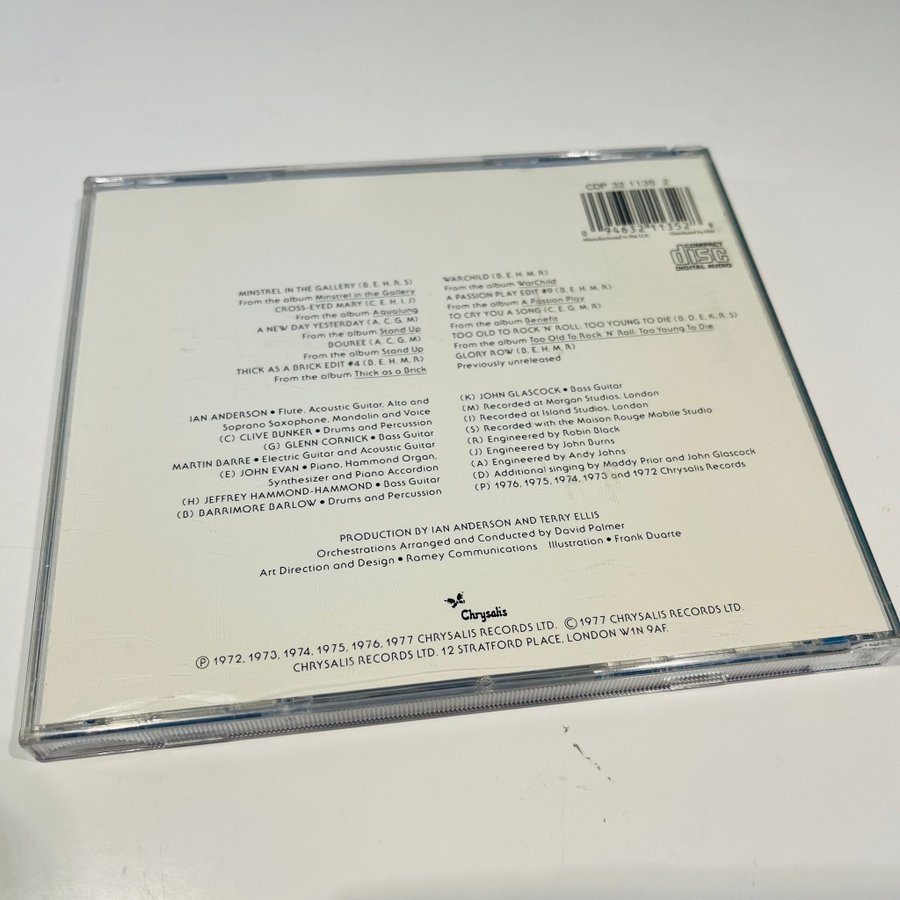 CDP 32 1135 2
0 94632 11352 6
Manufactured in the U.K.
COMPACT
disc
DIGITAL AUDIO
MINSTREL IN THE GALLERY (B, E, H, R, S)
From the album Minstrel in the Gallery
CROSS-EYED MARY (C, E, H, I, J)
From the album Aqualung
A NEW DAY YESTERDAY (A, C, G, M)
From the album Stand Up
BOUREE (A, C, G, M)
From the album Stand Up
THICK AS A BRICK EDIT #4 (B, E, H, M, R)
From the album Thick as a Brick
WARCHILD (B, E, H, M, R)
From the album WarChild
A PASSION PLAY EDIT #9 (B, E, H, M, R)
From the album A Passion Play
TO CRY YOU A SONG (C, E, G, M, R)
From the album Benefit
TOO OLD TO ROCK 'N' ROLL: TOO YOUNG TO DIE (B, D, E, K, R, S)
From the album Too Old To Rock 'N' Roll: Too Young To Die
GLORY ROW (B, E, H, M, R)
Previously unreleased
IAN ANDERSON • Flute, Acoustic Guitar, Alto and
Soprano Saxophone, Mandolin and Voice
(C) CLIVE BUNKER • Drums and Percussion
(G) GLENN CORNICK • Bass Guitar
MARTIN BARRE • Electric Guitar and Acoustic Guitar
(E) JOHN EVAN • Piano, Hammond Organ,
Synthesizer and Piano Accordion
(H) JEFFREY HAMMOND-HAMMOND • Bass Guitar
(B) BARRIMORE BARLOW • Drums and Percussion
(K) JOHN GLASCOCK • Bass Guitar
(M) Recorded at Morgan Studios, London
(I) Recorded at Island Studios, London
(S) Recorded with the Maison Rouge Mobile Studio
(R) Engineered by Robin Black
(J) Engineered by John Burns
(A) Engineered by Andy Johns
(D) Additional singing by Maddy Prior and John Glascock
(P) 1976, 1975, 1974, 1973 and 1972 Chrysalis Records
PRODUCTION BY IAN ANDERSON AND TERRY ELLIS
Orchestrations Arranged and Conducted by David Palmer
Art Direction and Design • Ramey Communications Illustration • Frank Duarte
Chrysalis
℗ 1972, 1973, 1974, 1975, 1976, 1977 CHRYSALIS RECORDS LTD. © 1977 CHRYSALIS RECORDS LTD.
CHRYSALIS RECORDS LTD. 12 STRATFORD PLACE, LONDON W1N 9AF.